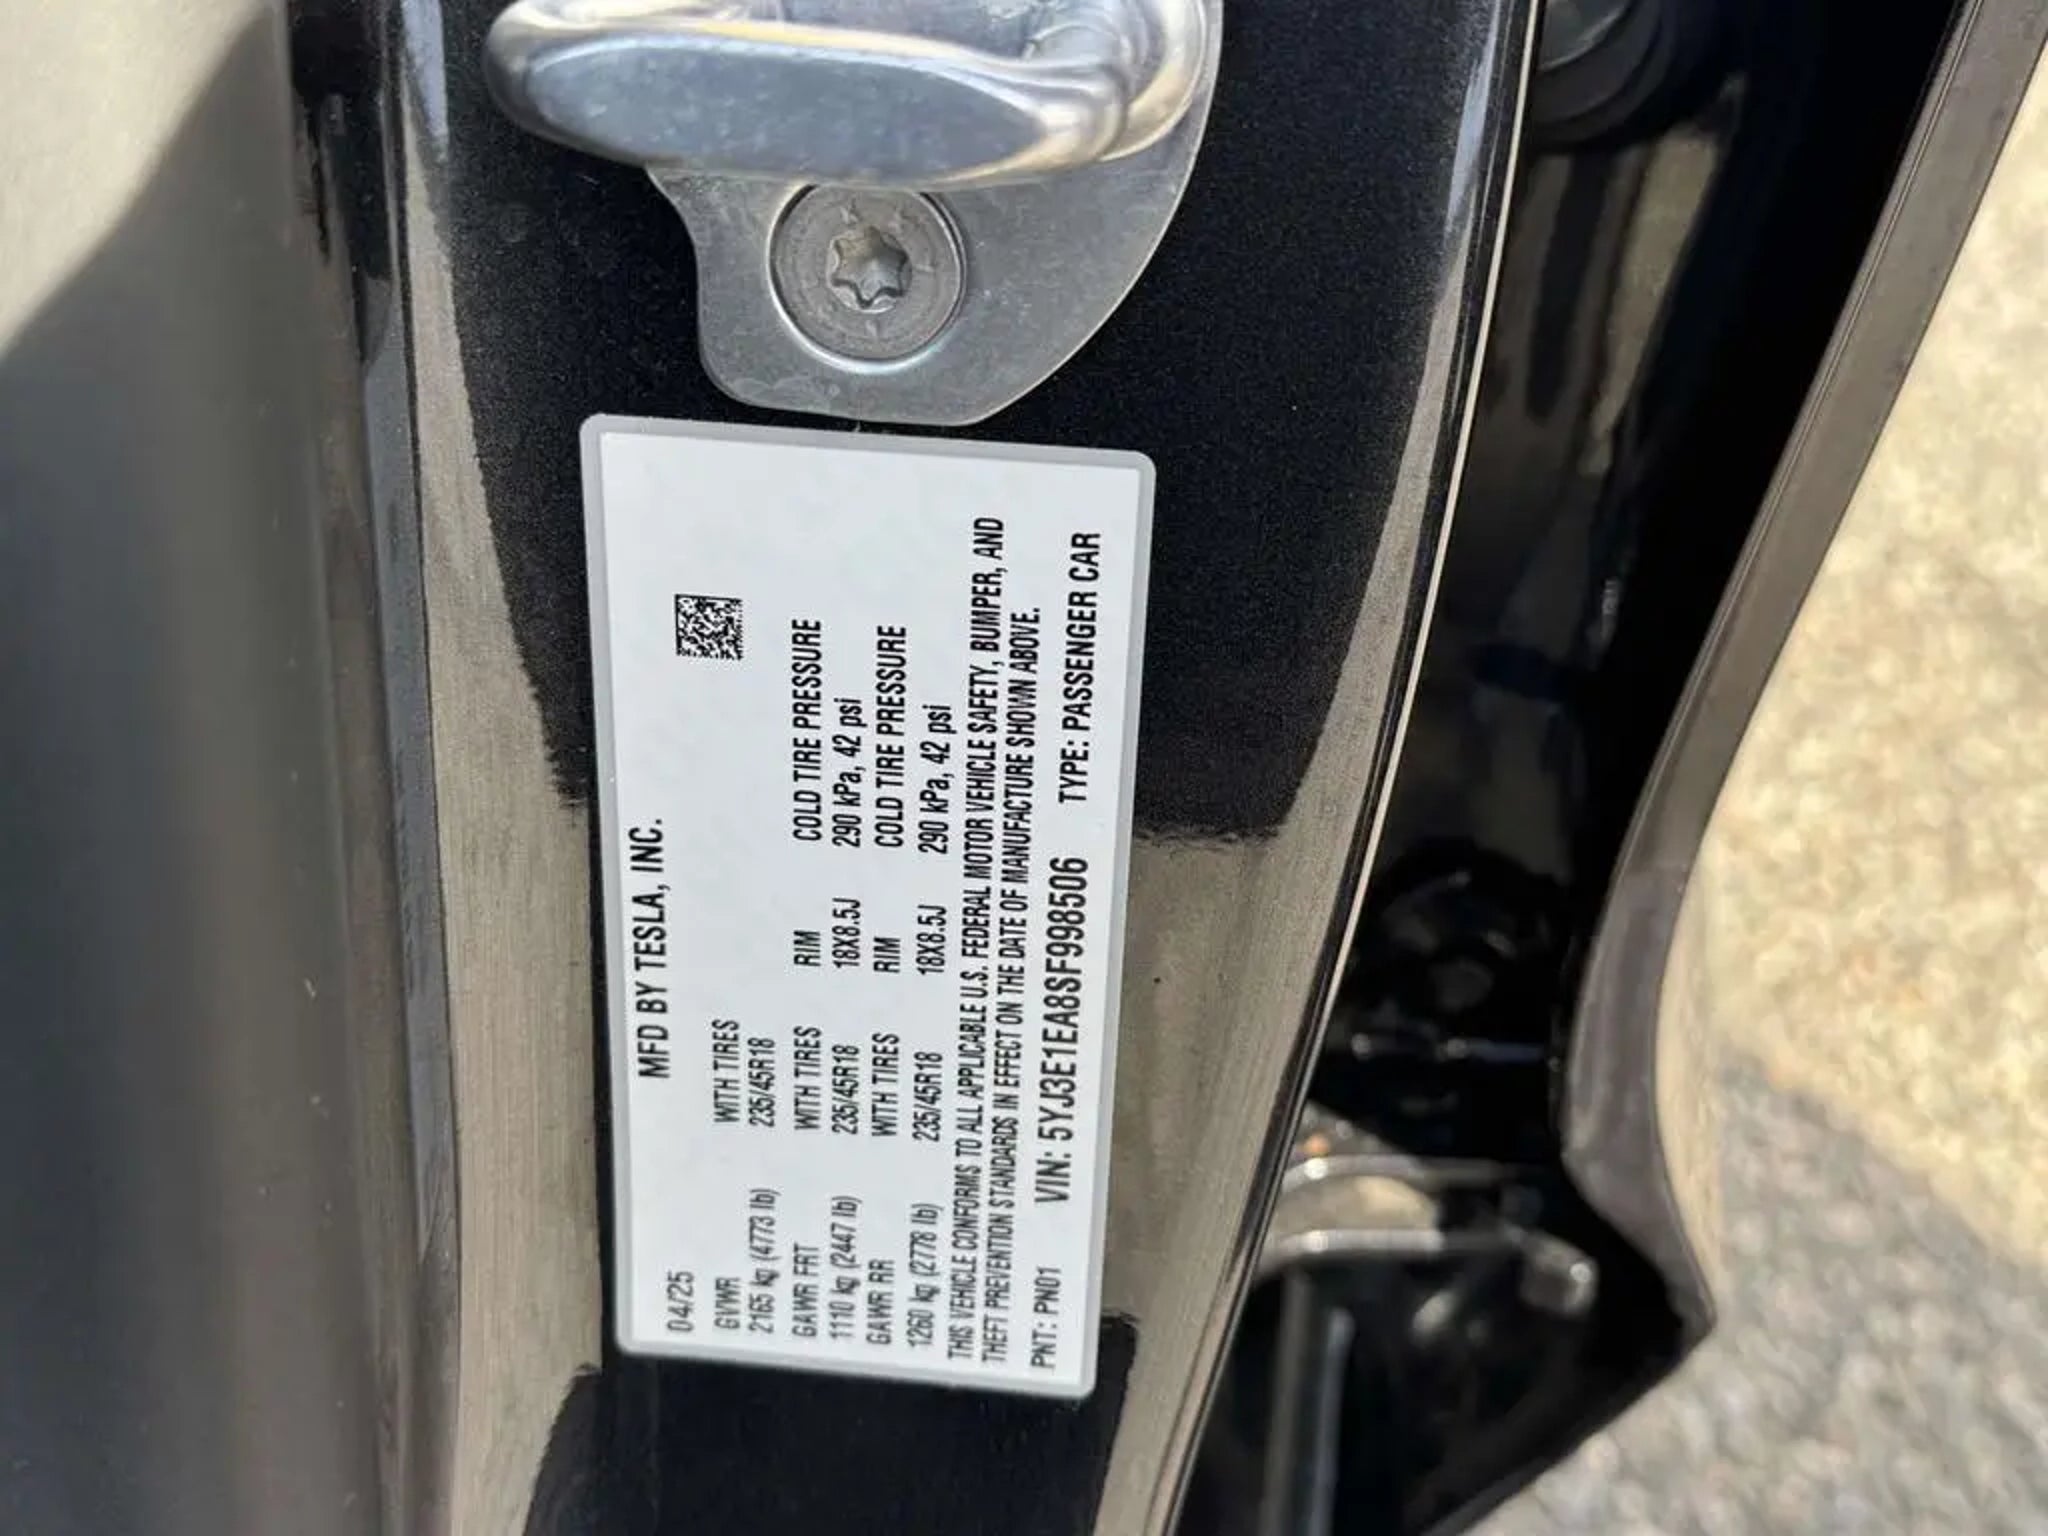 MFD BY TESLA, INC.
04/25
GVWR WITH TIRES
2165 kg (4773 lb) 235/45R18
GAWR FRT WITH TIRES RIM COLD TIRE PRESSURE
1110 kg (2447 lb) 235/45R18 18X8.5J 290 kPa, 42 psi
GAWR RR WITH TIRES RIM COLD TIRE PRESSURE
1260 kg (2778 lb) 235/45R18 18X8.5J 290 kPa, 42 psi
THIS VEHICLE CONFORMS TO ALL APPLICABLE U.S. FEDERAL MOTOR VEHICLE SAFETY, BUMPER, AND
THEFT PREVENTION STANDARDS IN EFFECT ON THE DATE OF MANUFACTURE SHOWN ABOVE.
PNT: PN01 VIN: 5YJ3E1EA8SF998506 TYPE: PASSENGER CAR